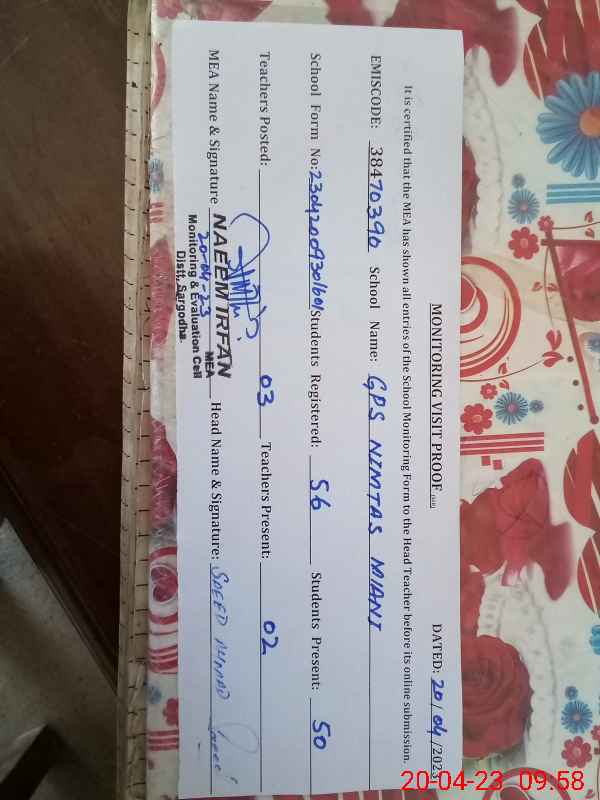 MONITORING VISIT PROOF
DATED: 20/04/2023
It is certified that the MEA has shown all entries of the School Monitoring Form to the Head Teacher before its online submission.
EMISCODE: 38470390 School Name: GPS NIMTAS MIANI
School Form No: Students Registered: 56 Students Present: 50
Teachers Posted: 03 Teachers Present: 02
MEA Name & Signature NAEEM IRFAN Head Name & Signature: SAEED AHMAD
MEA
20-04-23
Monitoring & Evaluation Cell
Distt, Sargodha.
20-04-23 09.58